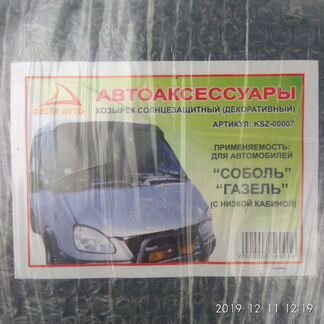 DELTA АВТО
АВТОАКСЕССУАРЫ
КОЗЫРЕК СОЛНЦЕЗАЩИТНЫЙ (ДЕКОРАТИВНЫЙ)
АРТИКУЛ: KSZ-00007
ПРИМЕНЯЕМОСТЬ:
ДЛЯ АВТОМОБИЛЕЙ
"СОБОЛЬ"
"ГАЗЕЛЬ"
(С НИЗКОЙ КАБИНОЙ)
2019-12-11 12:19